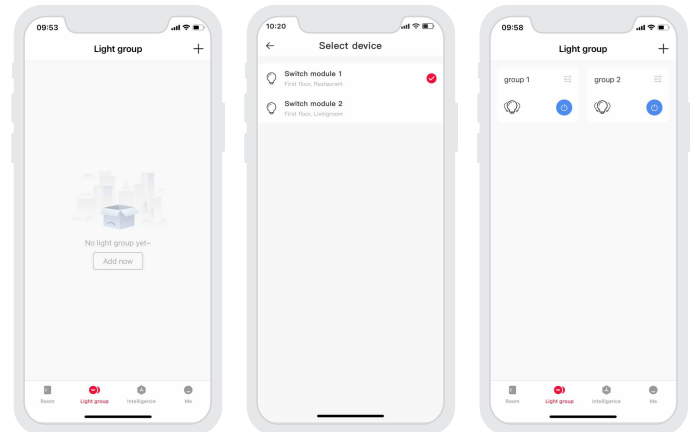 09:53
Light group
No light group yet~
Add now
Room
Light group
Intelligence
Me
10:20
Select device
Switch module 1
First floor, Restaurant
Switch module 2
First floor, Livingroom
09:58
Light group
group 1
group 2
Room
Light group
Intelligence
Me